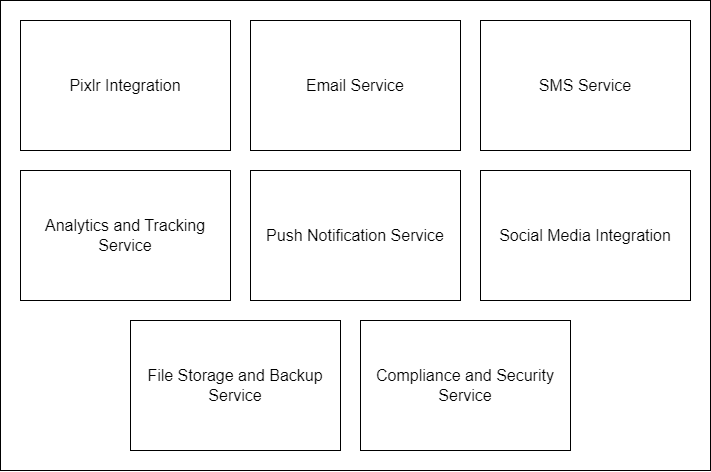 Pixlr Integration
Email Service
SMS Service
Analytics and Tracking
Service
Push Notification Service
Social Media Integration
File Storage and Backup
Service
Compliance and Security
Service